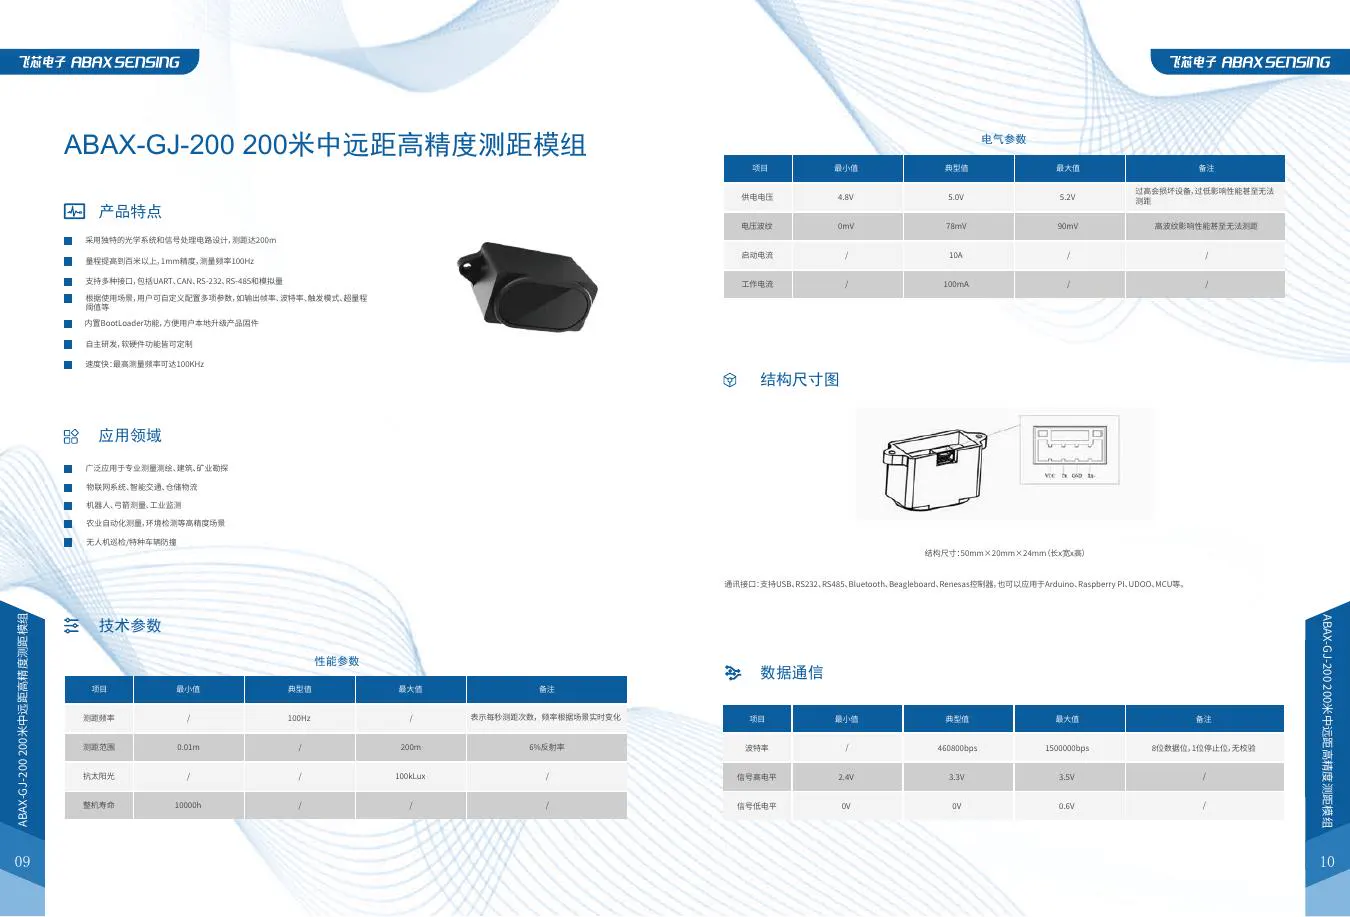 飞芯电子 ABAX SENSING
ABAX-GJ-200 200米中远距高精度测距模组
产品特点
采用独特的光学系统和信号处理电路设计，测距达200m
量程提高到百米以上，1mm精度，测量频率100Hz
支持多种接口，包括UART、CAN、RS-232、RS-485和模拟量
根据使用场景，用户可自定义配置多项参数，如输出帧率、波特率、触发模式、超量程
阈值等
内置BootLoader功能，方便用户本地升级产品固件
自主研发，软硬件功能皆可定制
速度快：最高测量频率可达100KHz
应用领域
广泛应用于专业测量测绘、建筑、矿业勘探
物联网系统、智能交通、仓储物流
机器人、弓箭测量、工业监测
农业自动化测量，环境检测等高精度场景
无人机巡检/特种车辆防撞
技术参数
性能参数
项目 最小值 典型值 最大值 备注
测距频率 / 100Hz / 表示每秒测距次数，频率根据场景实时变化
测距范围 0.01m / 200m 6%反射率
抗太阳光 / / 100kLux /
整机寿命 10000h / / /
ABAX-GJ-200 200米中远距高精度测距模组
09
飞芯电子 ABAX SENSING
电气参数
项目 最小值 典型值 最大值 备注
供电电压 4.8V 5.0V 5.2V 过高会损坏设备，过低影响性能甚至无法
测距
电压波纹 0mV 78mV 90mV 高波纹影响性能甚至无法测距
启动电流 / 10A / /
工作电流 / 100mA / /
结构尺寸图
VCC Tx GND Rx
结构尺寸：50mm×20mm×24mm（长x宽x高）
通讯接口：支持USB、RS232、RS485、Bluetooth、Beagleboard、Renesas控制器，也可以应用于Arduino、Raspberry PI、UDOO、MCU等。
数据通信
项目 最小值 典型值 最大值 备注
波特率 / 460800bps 1500000bps 8位数据位，1位停止位，无校验
信号高电平 2.4V 3.3V 3.5V /
信号低电平 0V 0V 0.6V /
ABAX-GJ-200 200米中远距高精度测距模组
10